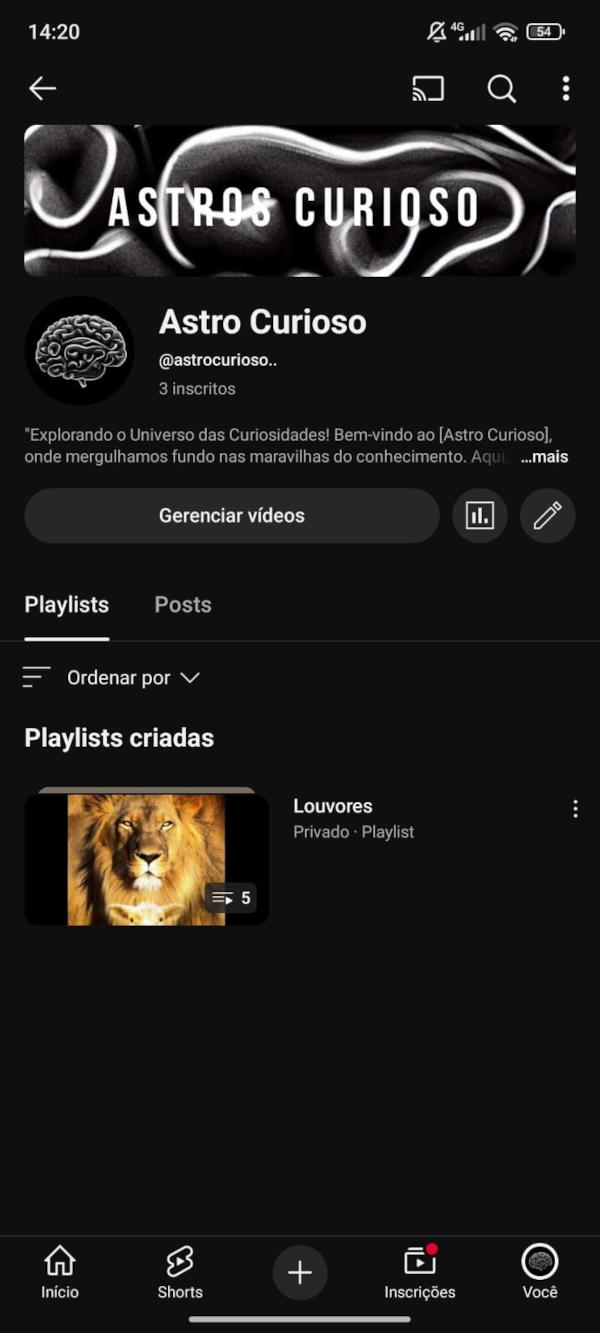 14:20
4G
54
ASTROS CURIOSO
Astro Curioso
@astrocurioso..
3 inscritos
"Explorando o Universo das Curiosidades! Bem-vindo ao [Astro Curioso],
onde mergulhamos fundo nas maravilhas do conhecimento. Aqui, ...mais
Gerenciar vídeos
Playlists Posts
Ordenar por
Playlists criadas
Louvores
Privado · Playlist
5
Início Shorts Inscrições Você